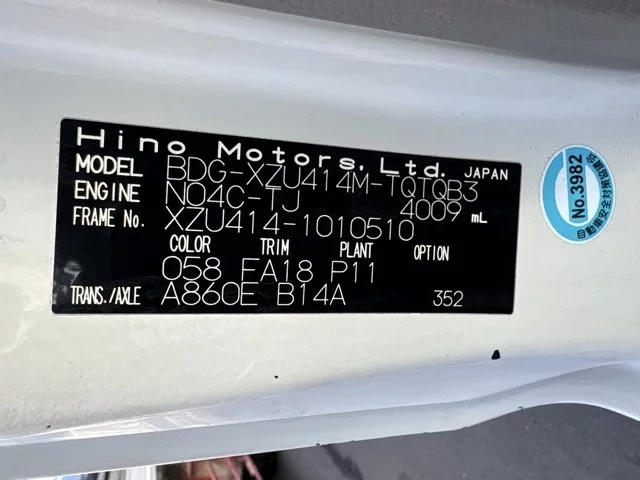 Hino Motors, Ltd. JAPAN
MODEL BDG-XZU414M-TQTQB3
ENGINE N04C-TJ 4009 mL
FRAME No. XZU414-1010510
COLOR TRIM PLANT OPTION
058 FA18 P11
TRANS./AXLE A860E B14A 352
No.3982